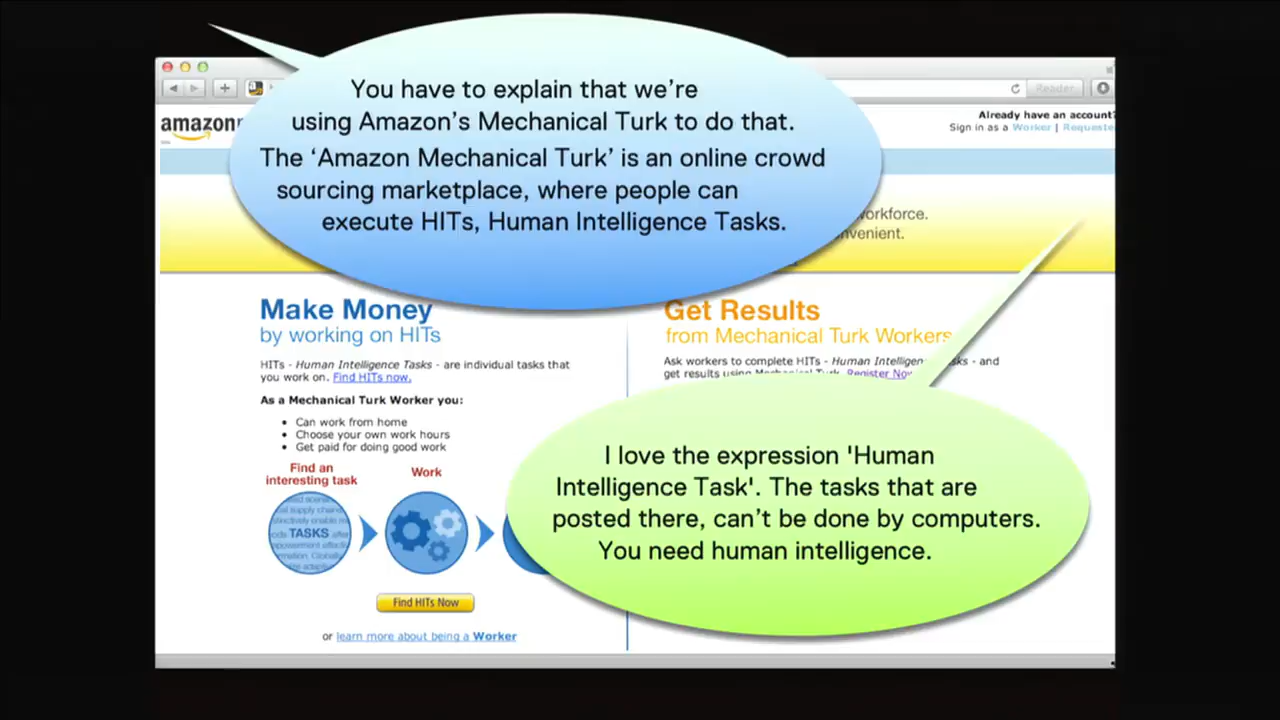 You have to explain that we're
using Amazon's Mechanical Turk to do that.
The ‘Amazon Mechanical Turk’ is an online crowd
sourcing marketplace, where people can
execute HITs, Human Intelligence Tasks.
Reader
amazon
Already have an account?
Sign in as a Worker | Requeste
workforce.
Make Money
by working on HITs
HITs - Human Intelligence Tasks - are individual tasks that
you work on. Find HITs now.
As a Mechanical Turk Worker you:
Can work from home
Choose your own work hours
Get paid for doing good work
Find an
interesting task
Work
TASKS
Find HITs Now
or learn more about being a Worker
Get Results
from Mechanical Turk Workers
Ask workers to complete HITs - Human Intelligence Tasks - and
get results using Mechanical Turk. Register Now
I love the expression 'Human
Intelligence Task'. The tasks that are
posted there, can’t be done by computers.
You need human intelligence.